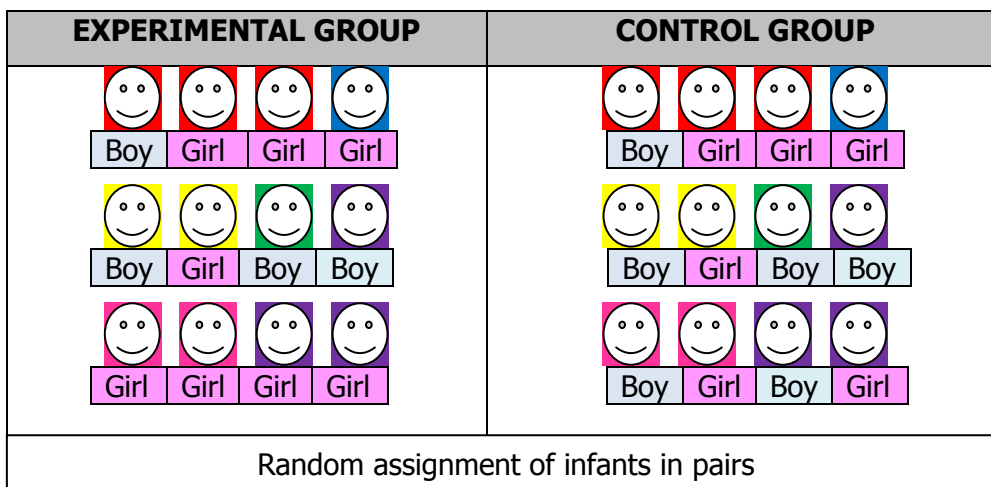 EXPERIMENTAL GROUP
CONTROL GROUP
Boy Girl Girl Girl
Boy Girl Girl Girl
Boy Girl Boy Boy
Boy Girl Boy Boy
Girl Girl Girl Girl
Boy Girl Boy Girl
Random assignment of infants in pairs